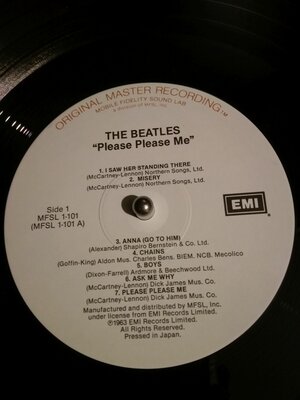 ORIGINAL MASTER RECORDING™
MOBILE FIDELITY SOUND LAB
a division of MFSL, Inc.
THE BEATLES
"Please Please Me"
1. I SAW HER STANDING THERE
(McCartney-Lennon) Northern Songs, Ltd.
2. MISERY
(McCartney-Lennon) Northern Songs, Ltd.
Side 1
MFSL 1-101
(MFSL 1-101 A)
EMI
3. ANNA (GO TO HIM)
(Alexander) Shapiro Bernstein & Co. Ltd.
4. CHAINS
(Goffin-King) Aldon Mus. Charles Bens. BIEM. NCB. Mecolico
5. BOYS
(Dixon-Farrell) Ardmore & Beechwood Ltd.
6. ASK ME WHY
(McCartney-Lennon) Dick James Mus. Co.
7. PLEASE PLEASE ME
(McCartney-Lennon) Dick James Mus. Co.
Manufactured and distributed by MFSL, Inc.
under license from EMI Records Limited.
℗1963 EMI Records Limited.
All Rights Reserved.
Pressed in Japan.